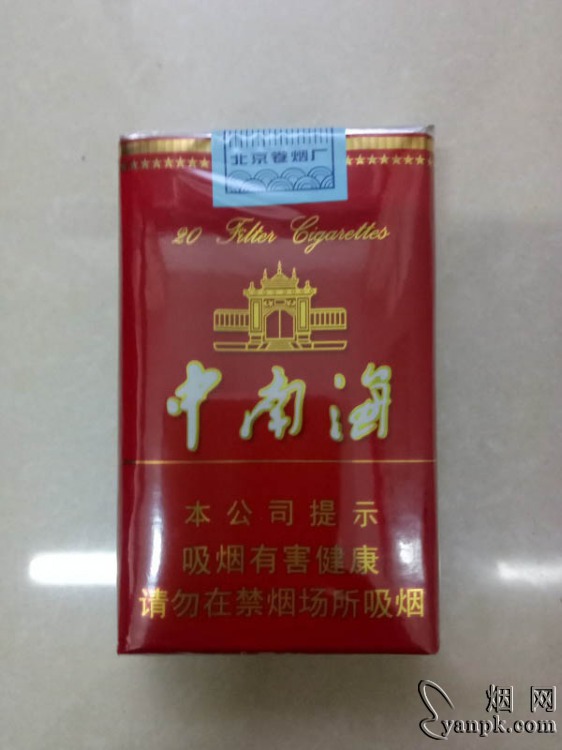 北京卷烟厂
20 Filter Cigarettes
中南海
本公司提示
吸烟有害健康
请勿在禁烟场所吸烟
烟网
yanpk.com